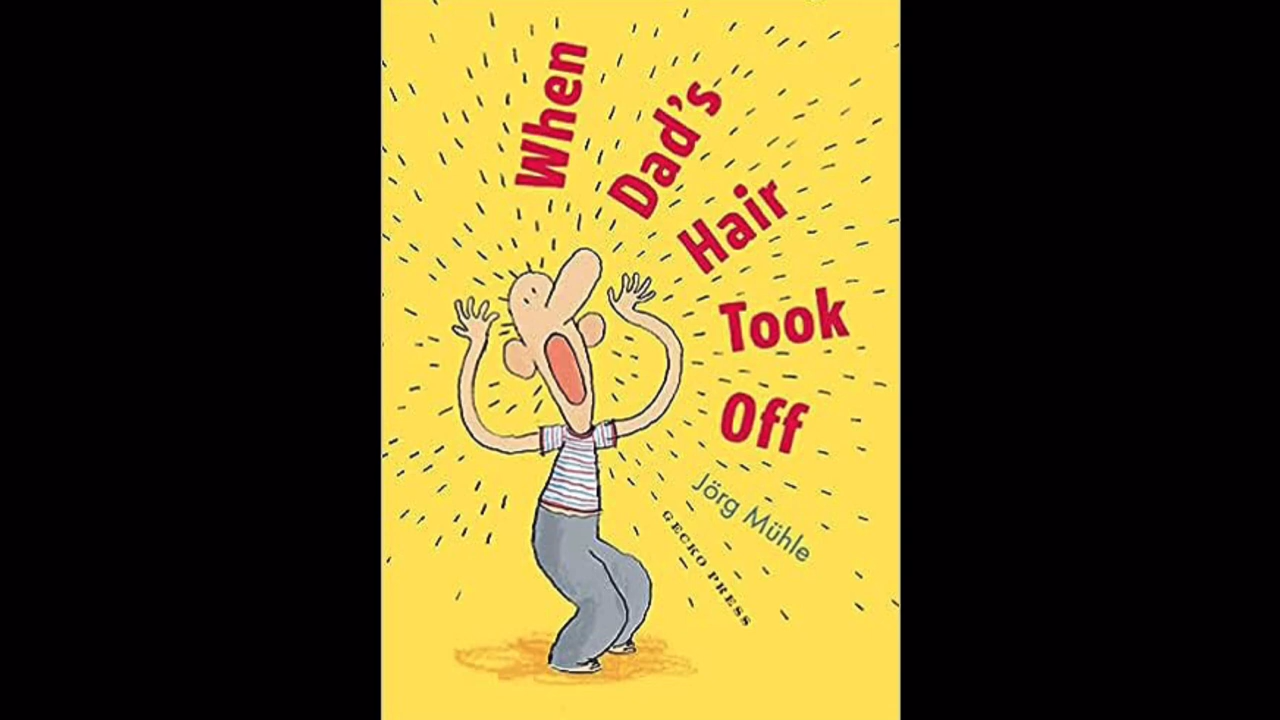 When
Dad's
Hair
Took
Off
Jörg Mühle
GECKO PRESS